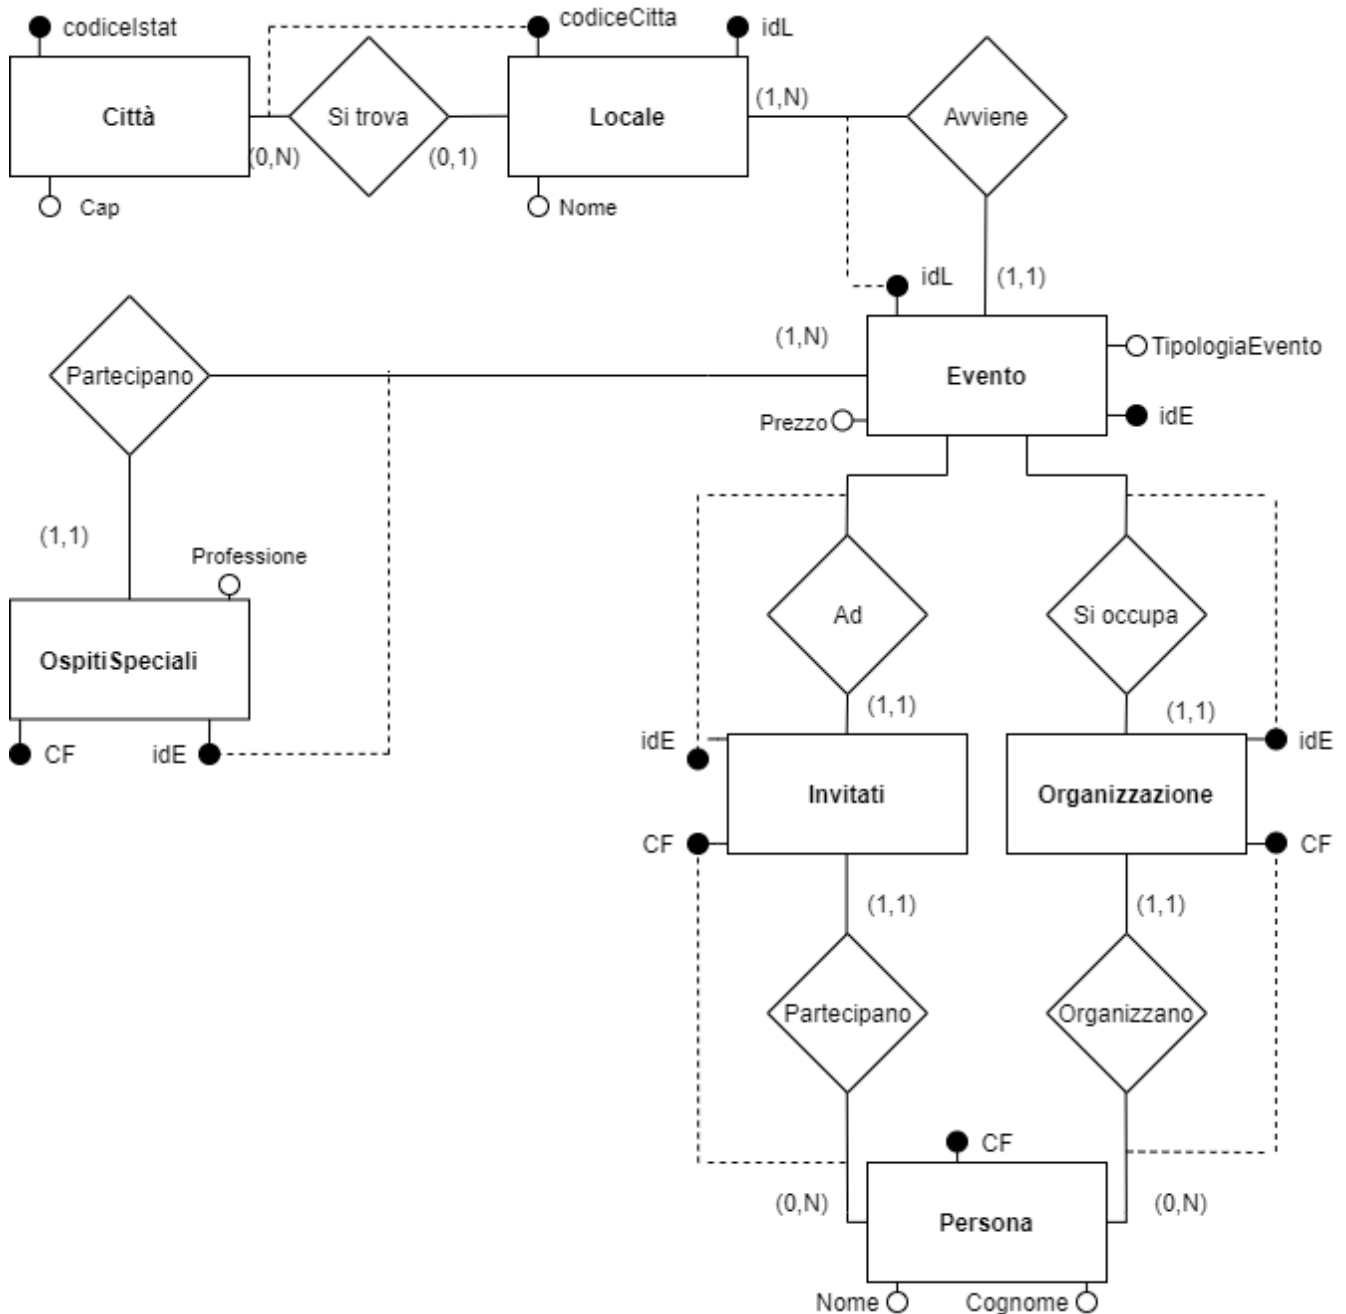 codiceIstat
codiceCitta
idL
Città
Si trova
Locale
(1,N)
Avviene
(0,N)
(0,1)
Cap
Nome
idL
(1,1)
(1,N)
TipologiaEvento
Partecipano
Evento
Prezzo
idE
(1,1)
Professione
Ad
Si occupa
OspitiSpeciali
(1,1)
(1,1)
CF
idE
idE
idE
Invitati
Organizzazione
CF
CF
(1,1)
(1,1)
Partecipano
Organizzano
CF
(0,N)
(0,N)
Persona
Nome
Cognome